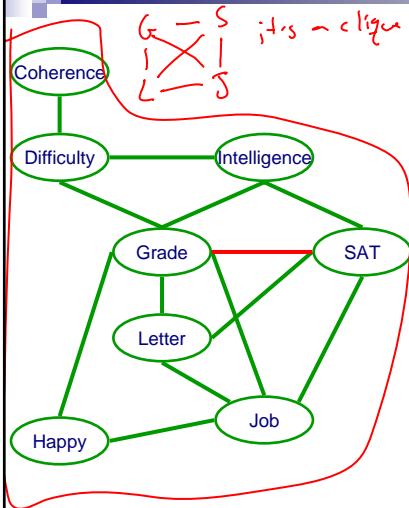 G - S it's a clique
L - J
Coherence
Difficulty Intelligence
Grade SAT
Letter
Job
Happy